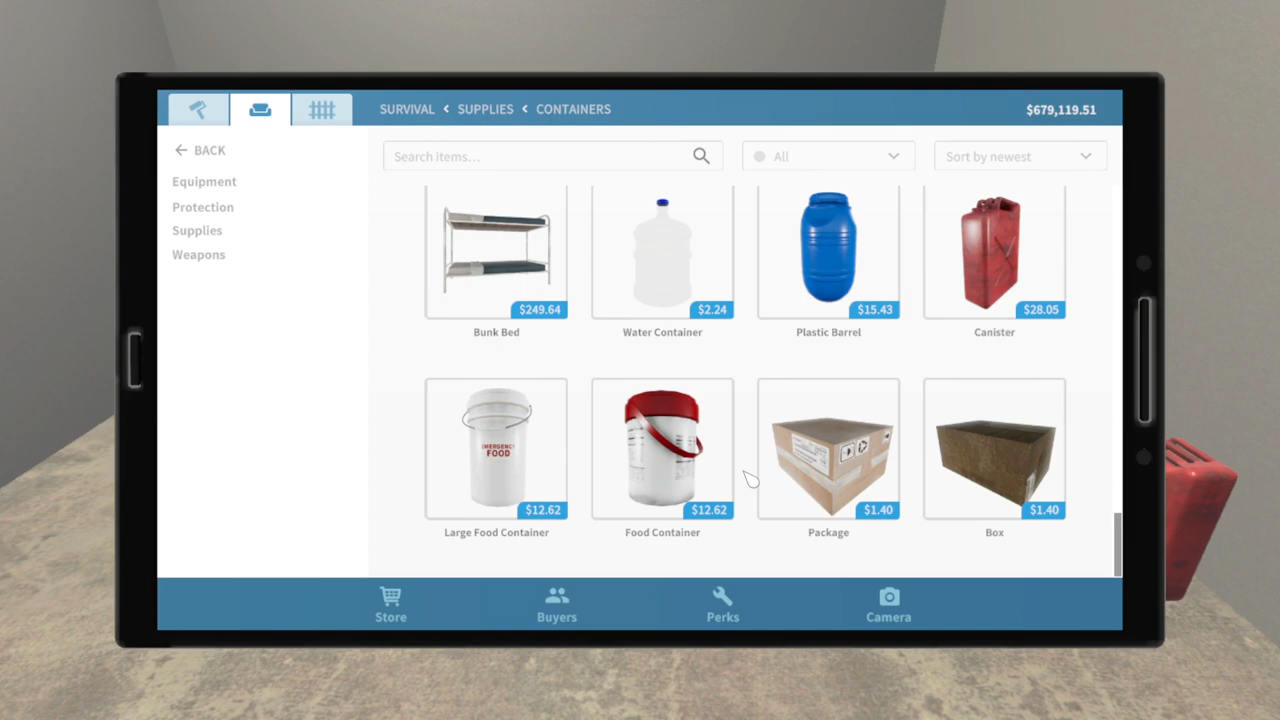 SURVIVAL < SUPPLIES < CONTAINERS
$679,119.51
BACK
Search items...
All
Sort by newest
Equipment
Protection
Supplies
Weapons
$249.64
$2.24
$15.43
$28.05
Bunk Bed
Water Container
Plastic Barrel
Canister
EMERGENCY
FOOD
$12.62
$12.62
$1.40
$1.40
Large Food Container
Food Container
Package
Box
Store
Buyers
Perks
Camera